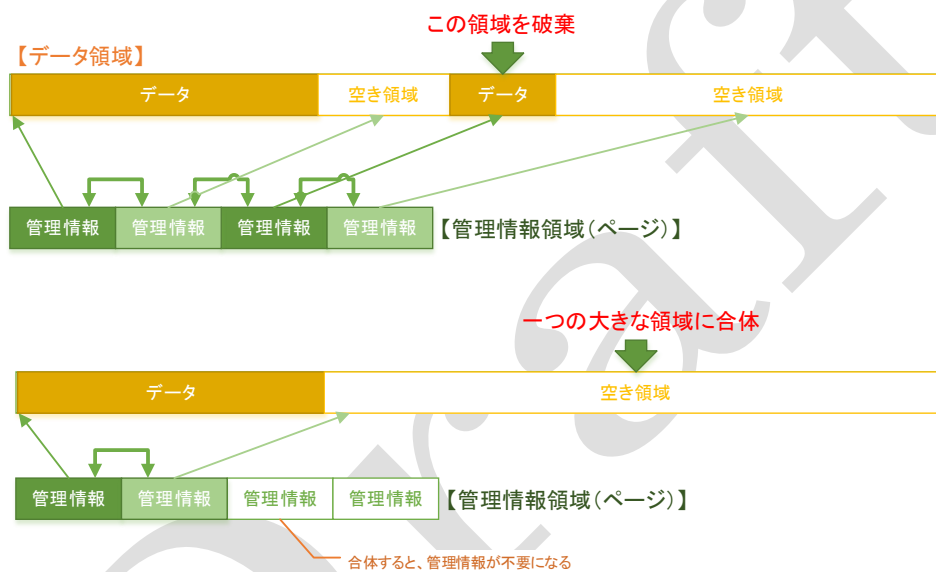 この領域を破棄
【データ領域】
データ 空き領域 データ 空き領域
管理情報 管理情報 管理情報 管理情報 【管理情報領域(ページ)】
一つの大きな領域に合体
データ 空き領域
管理情報 管理情報 管理情報 管理情報 【管理情報領域(ページ)】
合体すると、管理情報が不要になる
Draft